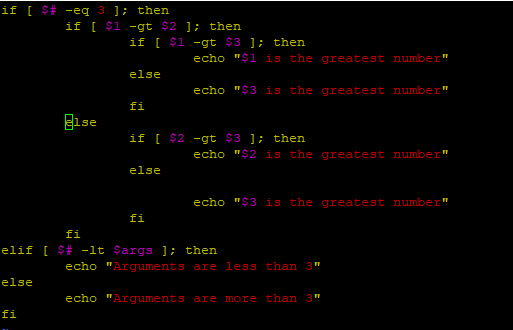 if [ $# -eq 3 ]; then
        if [ $1 -gt $2 ]; then
                if [ $1 -gt $3 ]; then
                        echo "$1 is the greatest number"
                else
                        echo "$3 is the greatest number"
                fi
        else
                if [ $2 -gt $3 ]; then
                        echo "$2 is the greatest number"
                else

                        echo "$3 is the greatest number"
                fi
        fi
elif [ $# -lt $args ]; then
        echo "Arguments are less than 3"
else
        echo "Arguments are more than 3"
fi